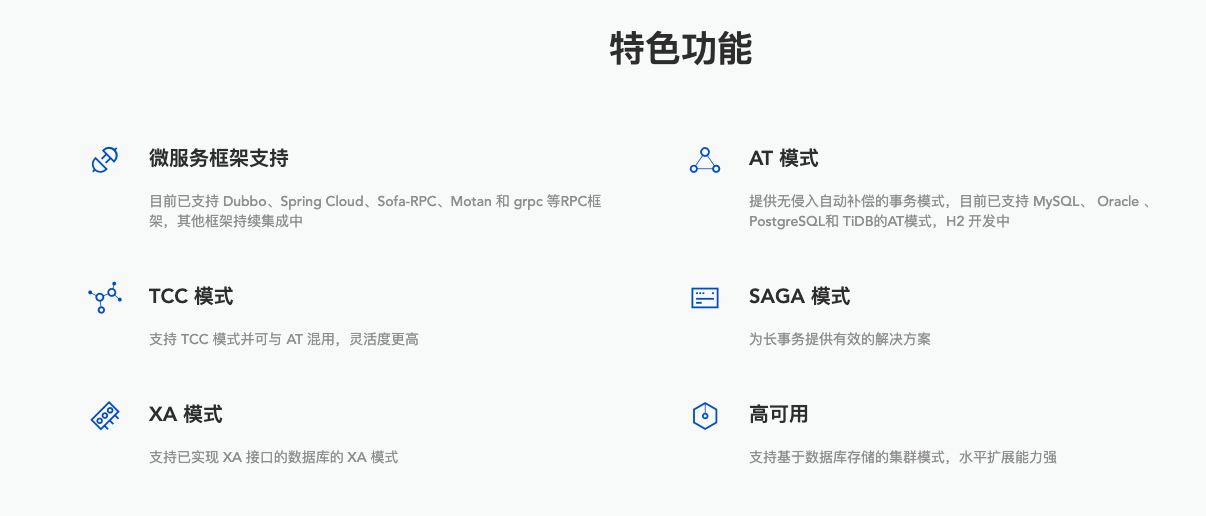 特色功能
微服务框架支持
目前已支持 Dubbo、Spring Cloud、Sofa-RPC、Motan 和 grpc 等RPC框
架，其他框架持续集成中
AT 模式
提供无侵入自动补偿的事务模式，目前已支持 MySQL、 Oracle 、
PostgreSQL和 TiDB的AT模式，H2 开发中
TCC 模式
支持 TCC 模式并可与 AT 混用，灵活度更高
SAGA 模式
为长事务提供有效的解决方案
XA 模式
支持已实现 XA 接口的数据库的 XA 模式
高可用
支持基于数据库存储的集群模式，水平扩展能力强